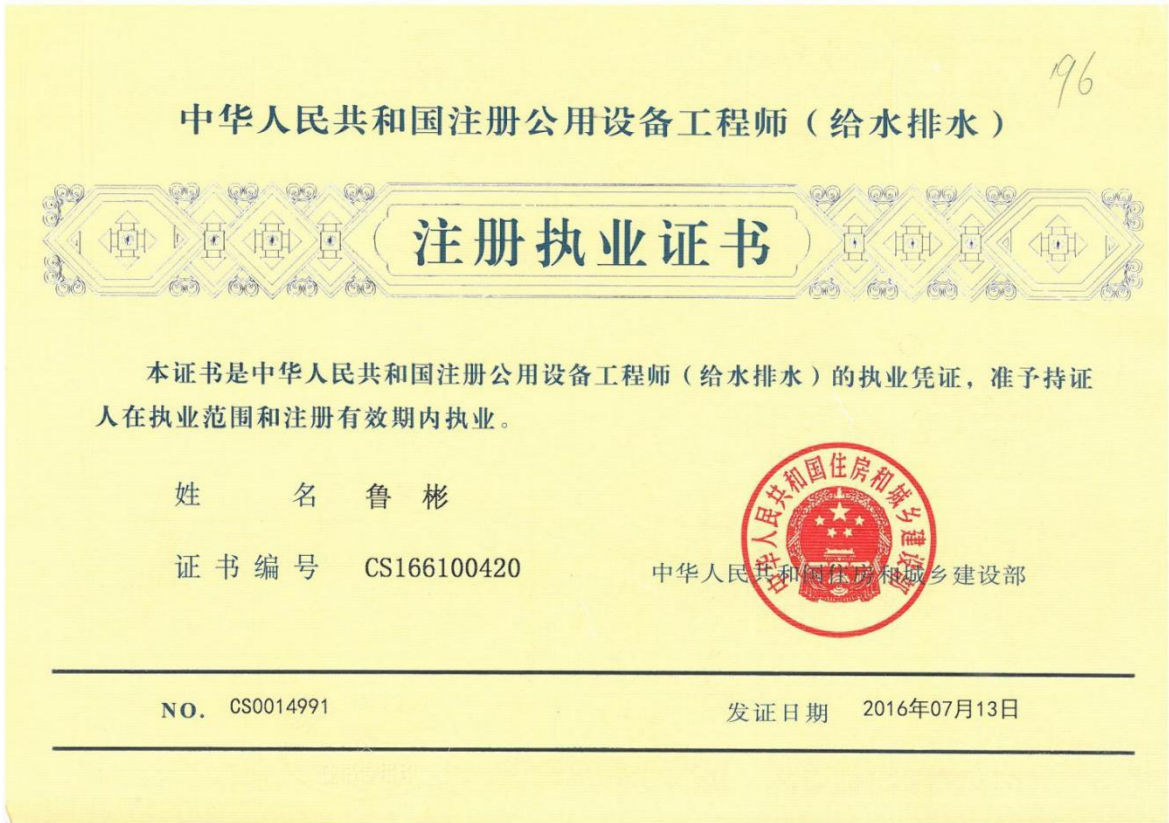 196
中华人民共和国注册公用设备工程师（给水排水）
注册执业证书
本证书是中华人民共和国注册公用设备工程师（给水排水）的执业凭证，准予持证
人在执业范围和注册有效期内执业。
姓 名 鲁 彬
证书编号 CS166100420
中华人民共和国住房和城乡建设部
中华人民共和国住房和城乡建设部
NO. CS0014991
发证日期 2016年07月13日